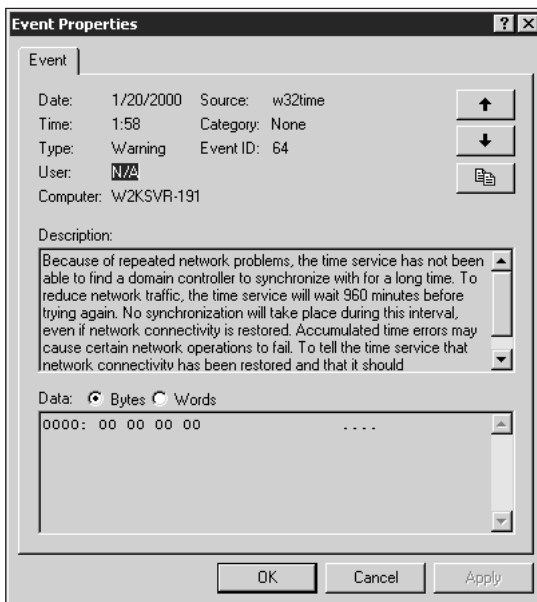 Event Properties
Event
Date: 1/20/2000 Source: w32time
Time: 1:58 Category: None
Type: Warning Event ID: 64
User: N/A
Computer: W2KSVR-191
Description:
Because of repeated network problems, the time service has not been
able to find a domain controller to synchronize with for a long time. To
reduce network traffic, the time service will wait 960 minutes before
trying again. No synchronization will take place during this interval,
even if network connectivity is restored. Accumulated time errors may
cause certain network operations to fail. To tell the time service that
network connectivity has been restored and that it should
Data: Bytes Words
0000: 00 00 00 00 ....
OK Cancel Apply